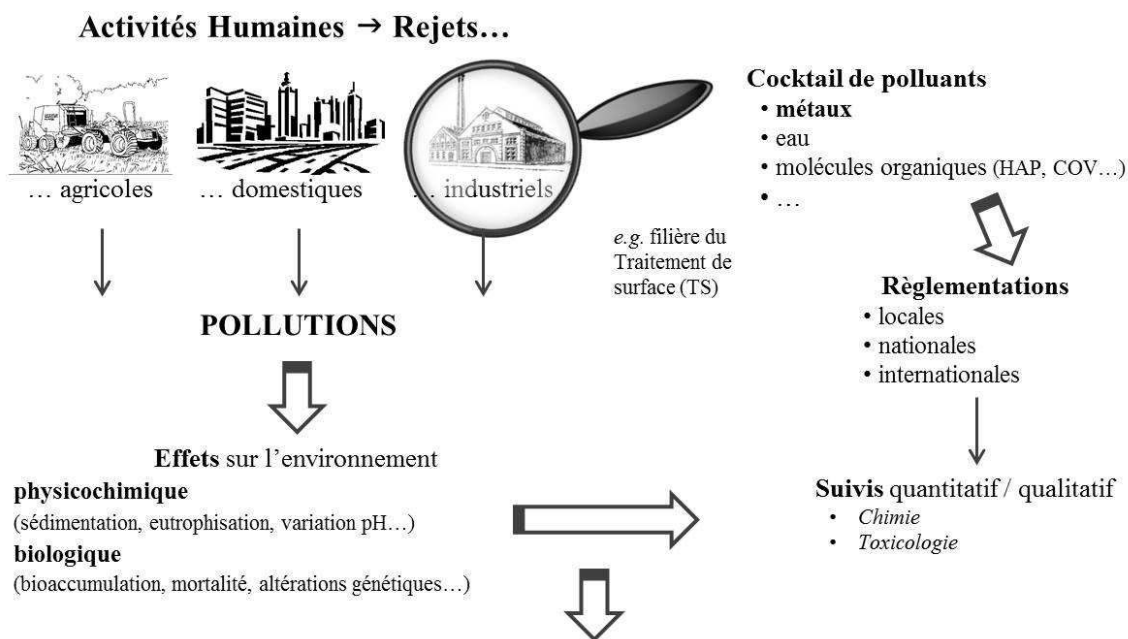 Activités Humaines → Rejets…
… agricoles
… domestiques
… industriels
e.g. filière du
Traitement de
surface (TS)
Cocktail de polluants
• métaux
• eau
• molécules organiques (HAP, COV…)
• …
Règlementations
• locales
• nationales
• internationales
POLLUTIONS
Effets sur l’environnement
physicochimique
(sédimentation, eutrophisation, variation pH…)
biologique
(bioaccumulation, mortalité, altérations génétiques…)
Suivis quantitatif / qualitatif
• Chimie
• Toxicologie